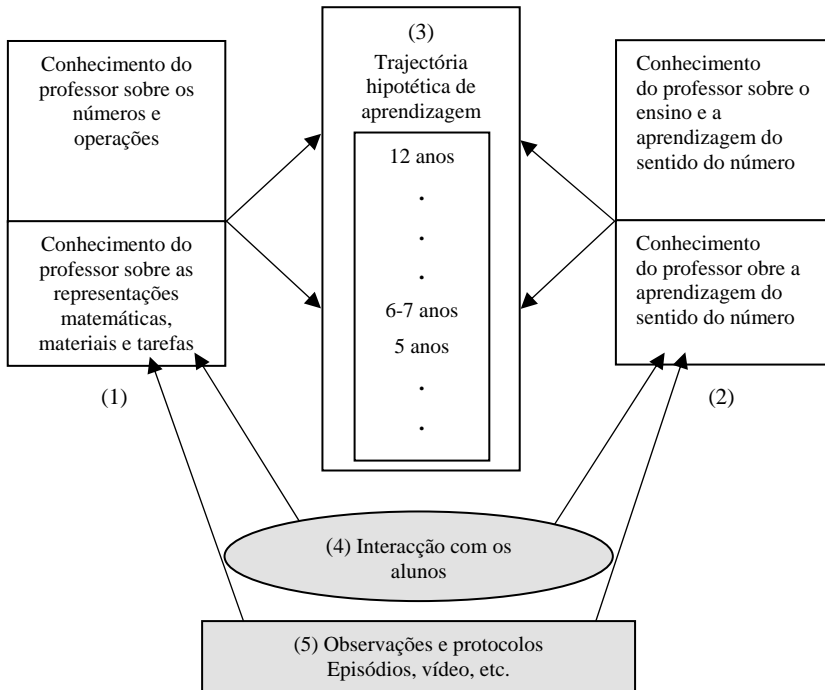 Conhecimento do
professor sobre os
números e
operações
Conhecimento do
professor sobre as
representações
matemáticas,
materiais e tarefas
(1)
(3)
Trajectória
hipotética de
aprendizagem
12 anos
.
.
.
6-7 anos
5 anos
.
.
Conhecimento
do professor sobre o
ensino e a
aprendizagem do
sentido do número
Conhecimento
do professor obre a
aprendizagem do
sentido do número
(2)
(4) Interacção com os
alunos
(5) Observações e protocolos
Episódios, vídeo, etc.